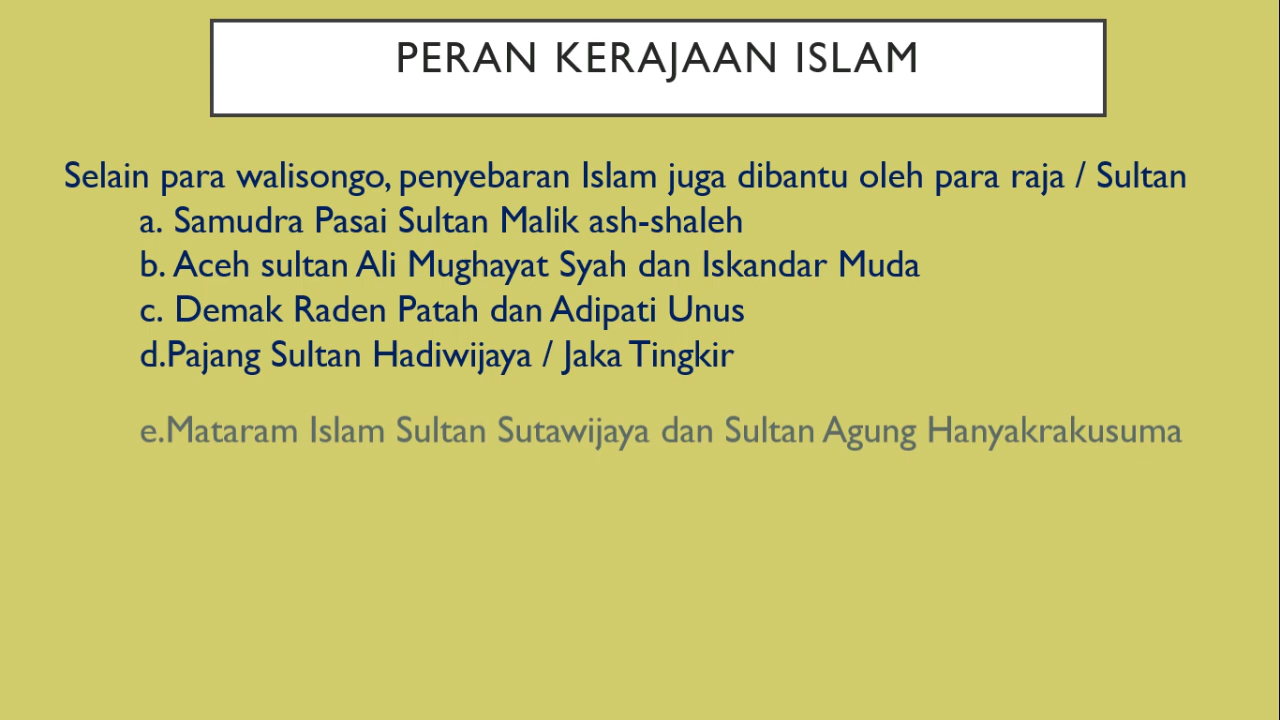 PERAN KERAJAAN ISLAM
Selain para walisongo, penyebaran Islam juga dibantu oleh para raja / Sultan
a. Samudra Pasai Sultan Malik ash-shaleh
b. Aceh sultan Ali Mughayat Syah dan Iskandar Muda
c. Demak Raden Patah dan Adipati Unus
d.Pajang Sultan Hadiwijaya / Jaka Tingkir
e.Mataram Islam Sultan Sutawijaya dan Sultan Agung Hanyakrakusuma